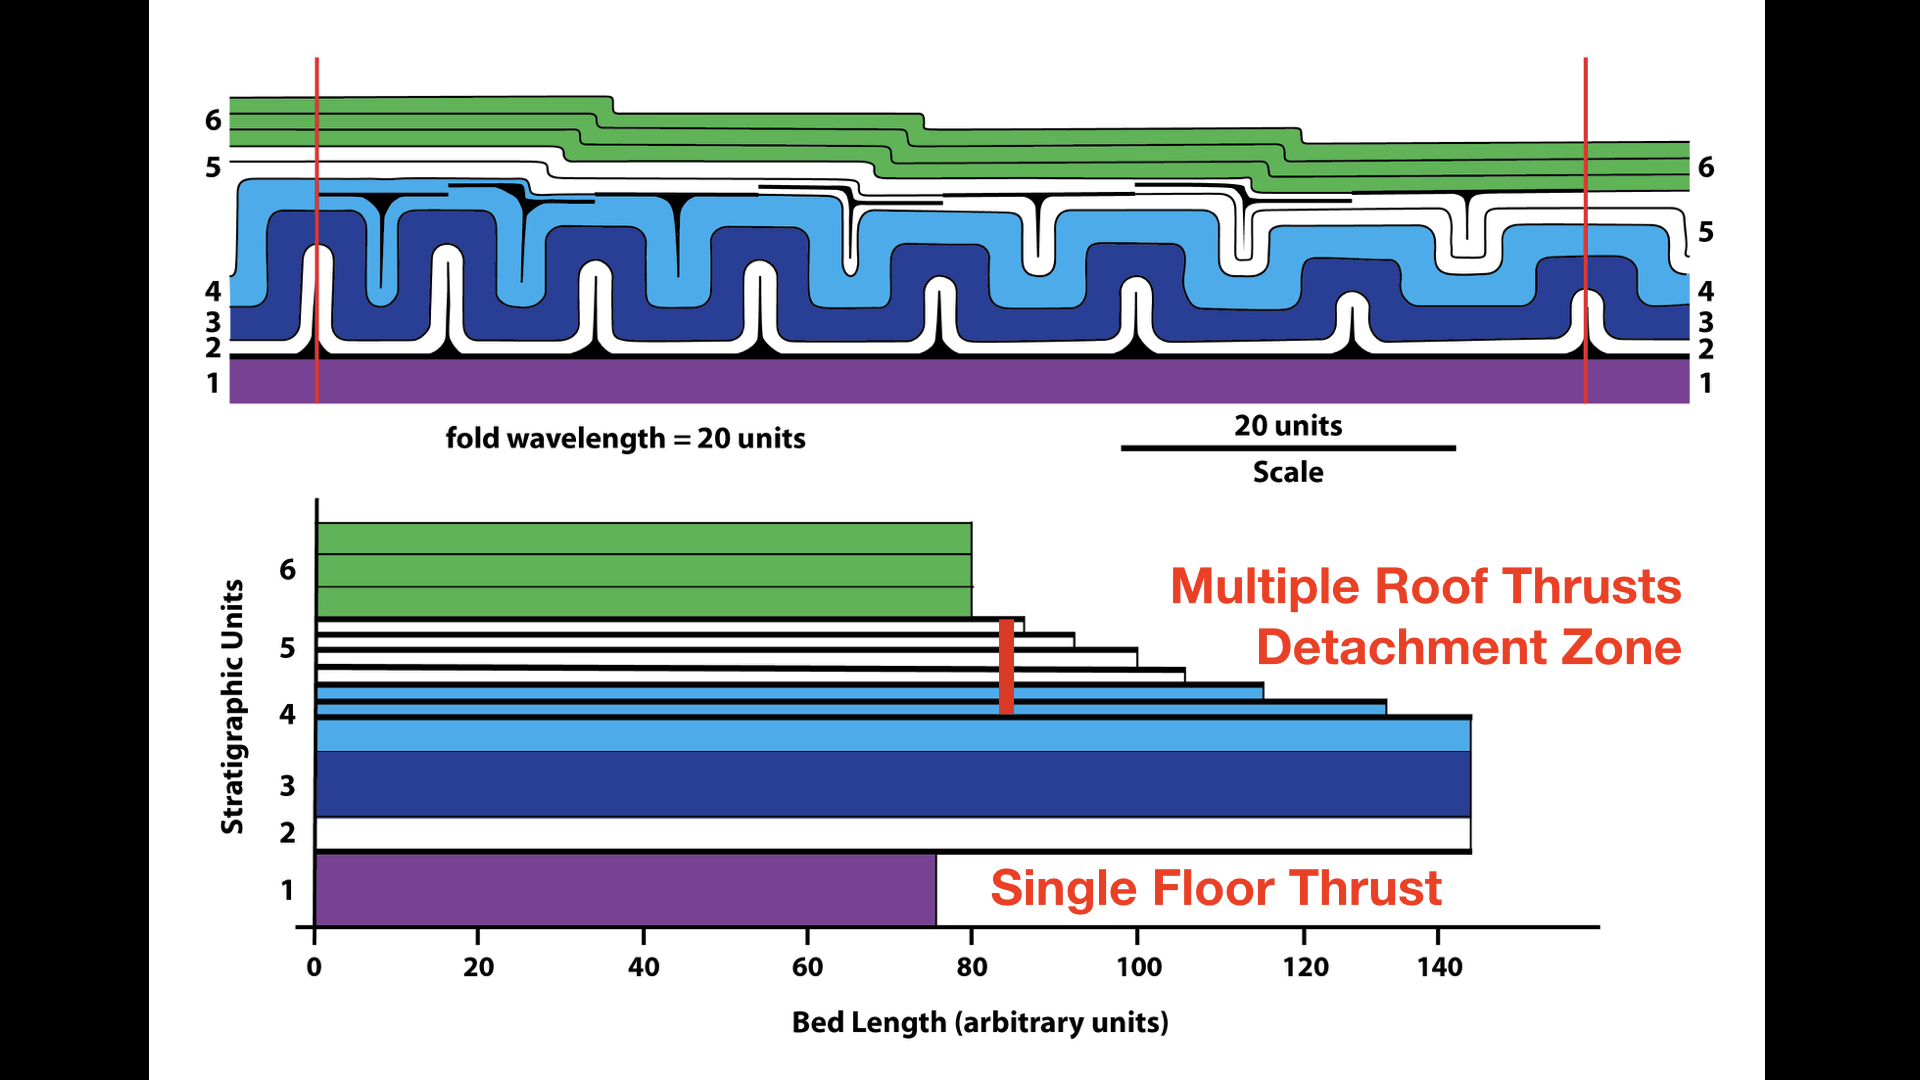 6
5
4
3
2
1
6
5
4
3
2
1
fold wavelength = 20 units
20 units
Scale
Stratigraphic Units
6
5
4
3
2
1
Multiple Roof Thrusts
Detachment Zone
Single Floor Thrust
0 20 40 60 80 100 120 140
Bed Length (arbitrary units)